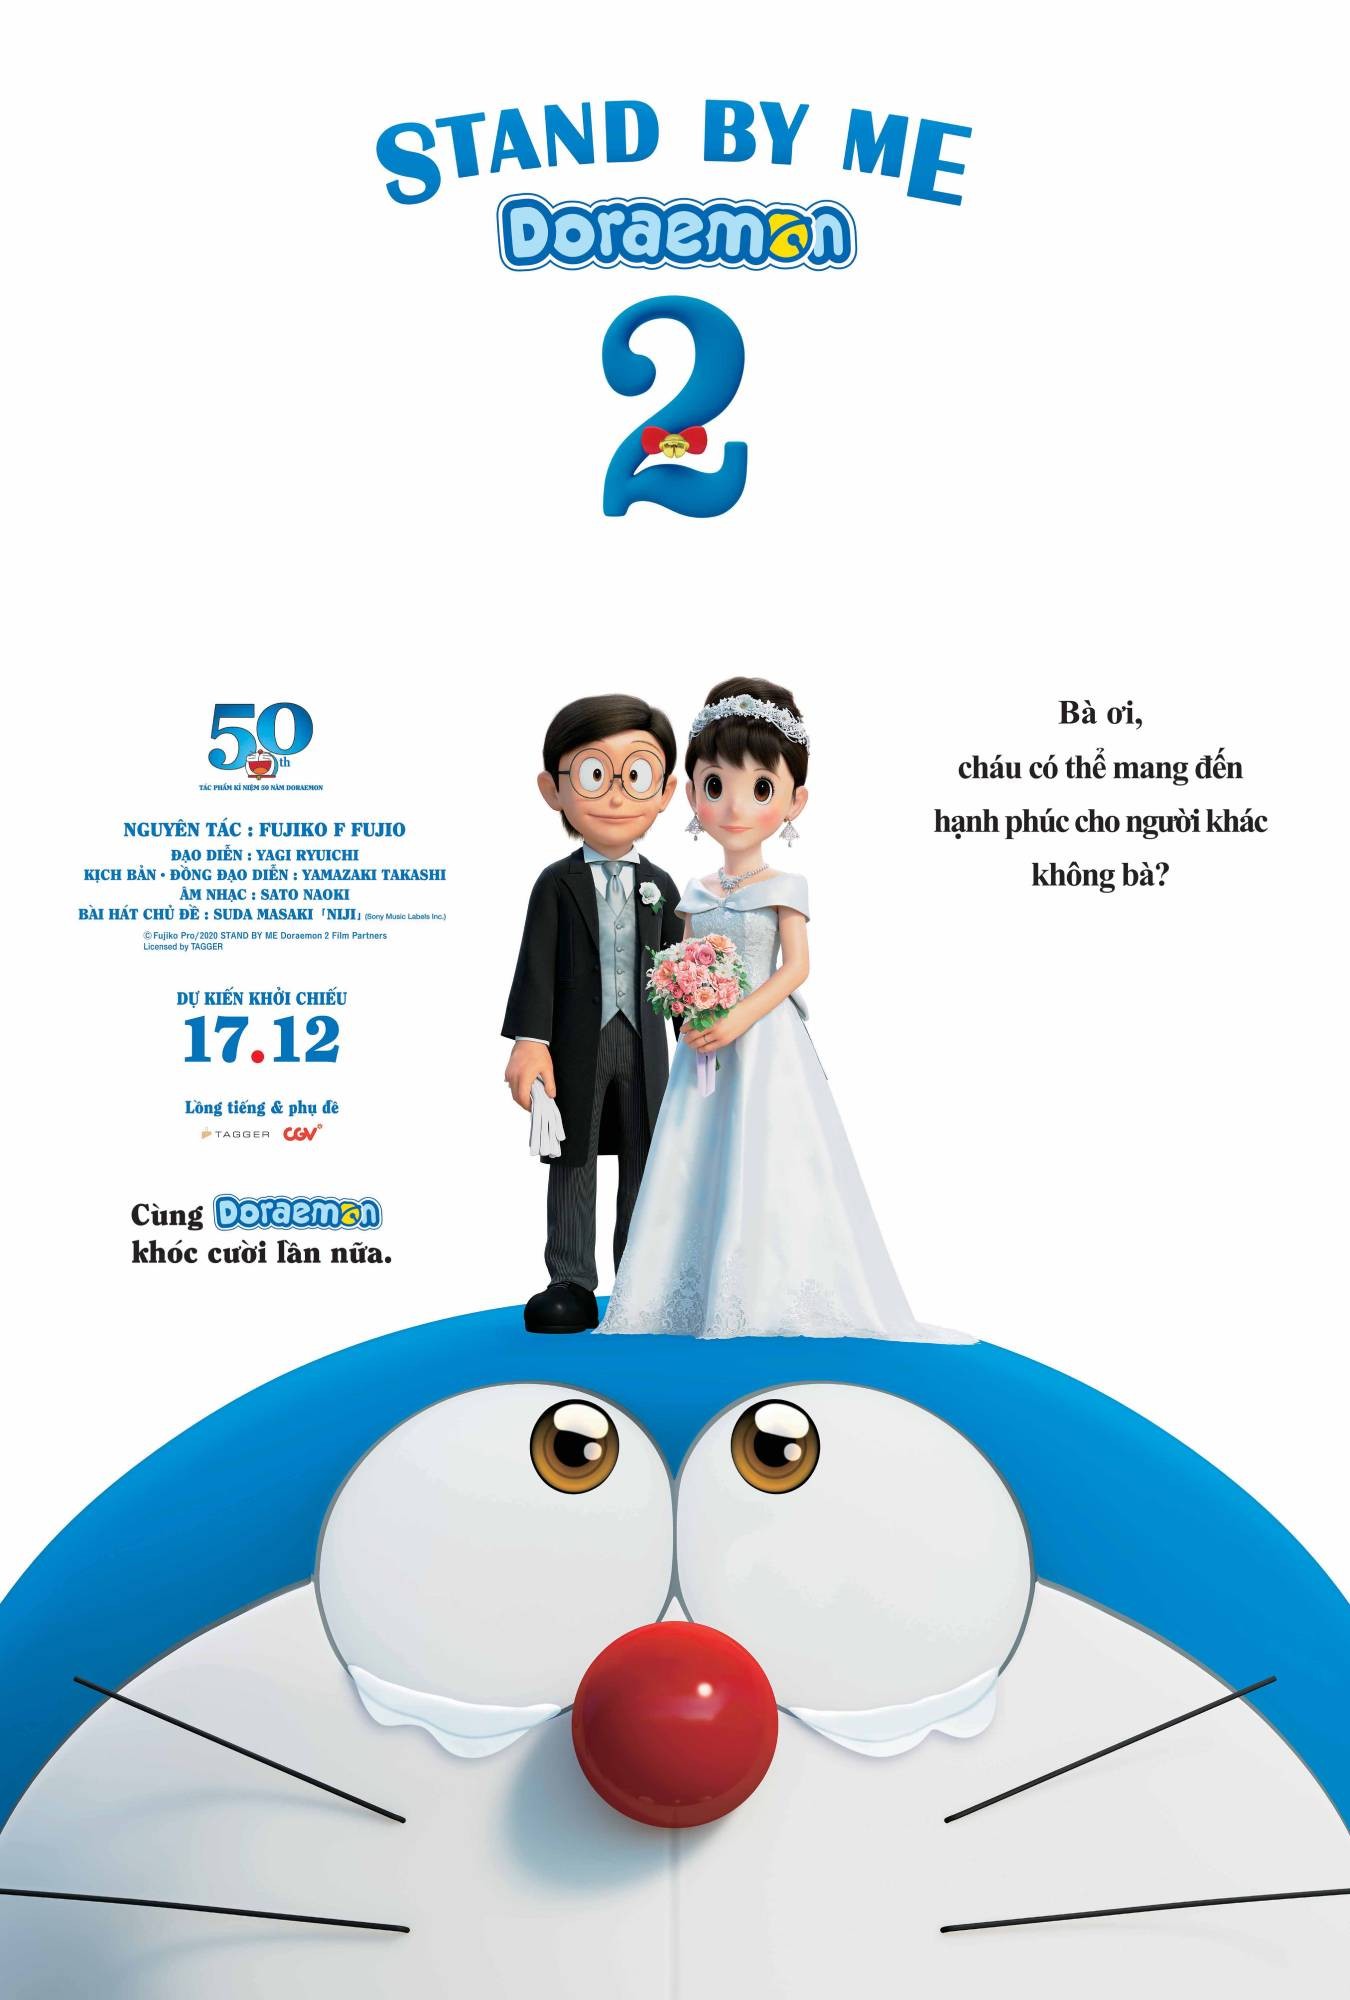 STAND BY ME
Doraemon
2
50th
TÁC PHẨM KỈ NIỆM 50 NĂM DORAEMON
NGUYÊN TÁC : FUJIKO F FUJIO
ĐẠO DIỄN : YAGI RYUICHI
KỊCH BẢN • ĐỒNG ĐẠO DIỄN : YAMAZAKI TAKASHI
ÂM NHẠC : SATO NAOKI
BÀI HÁT CHỦ ĐỀ : SUDA MASAKI 「NIJI」 (Sony Music Labels Inc.)
© Fujiko Pro/2020 STAND BY ME Doraemon 2 Film Partners
Licensed by TAGGER
DỰ KIẾN KHỞI CHIẾU
17.12
Lồng tiếng & phụ đề
TAGGER CGV
Cùng Doraemon
khóc cười lần nữa.
Bà ơi,
cháu có thể mang đến
hạnh phúc cho người khác
không bà?